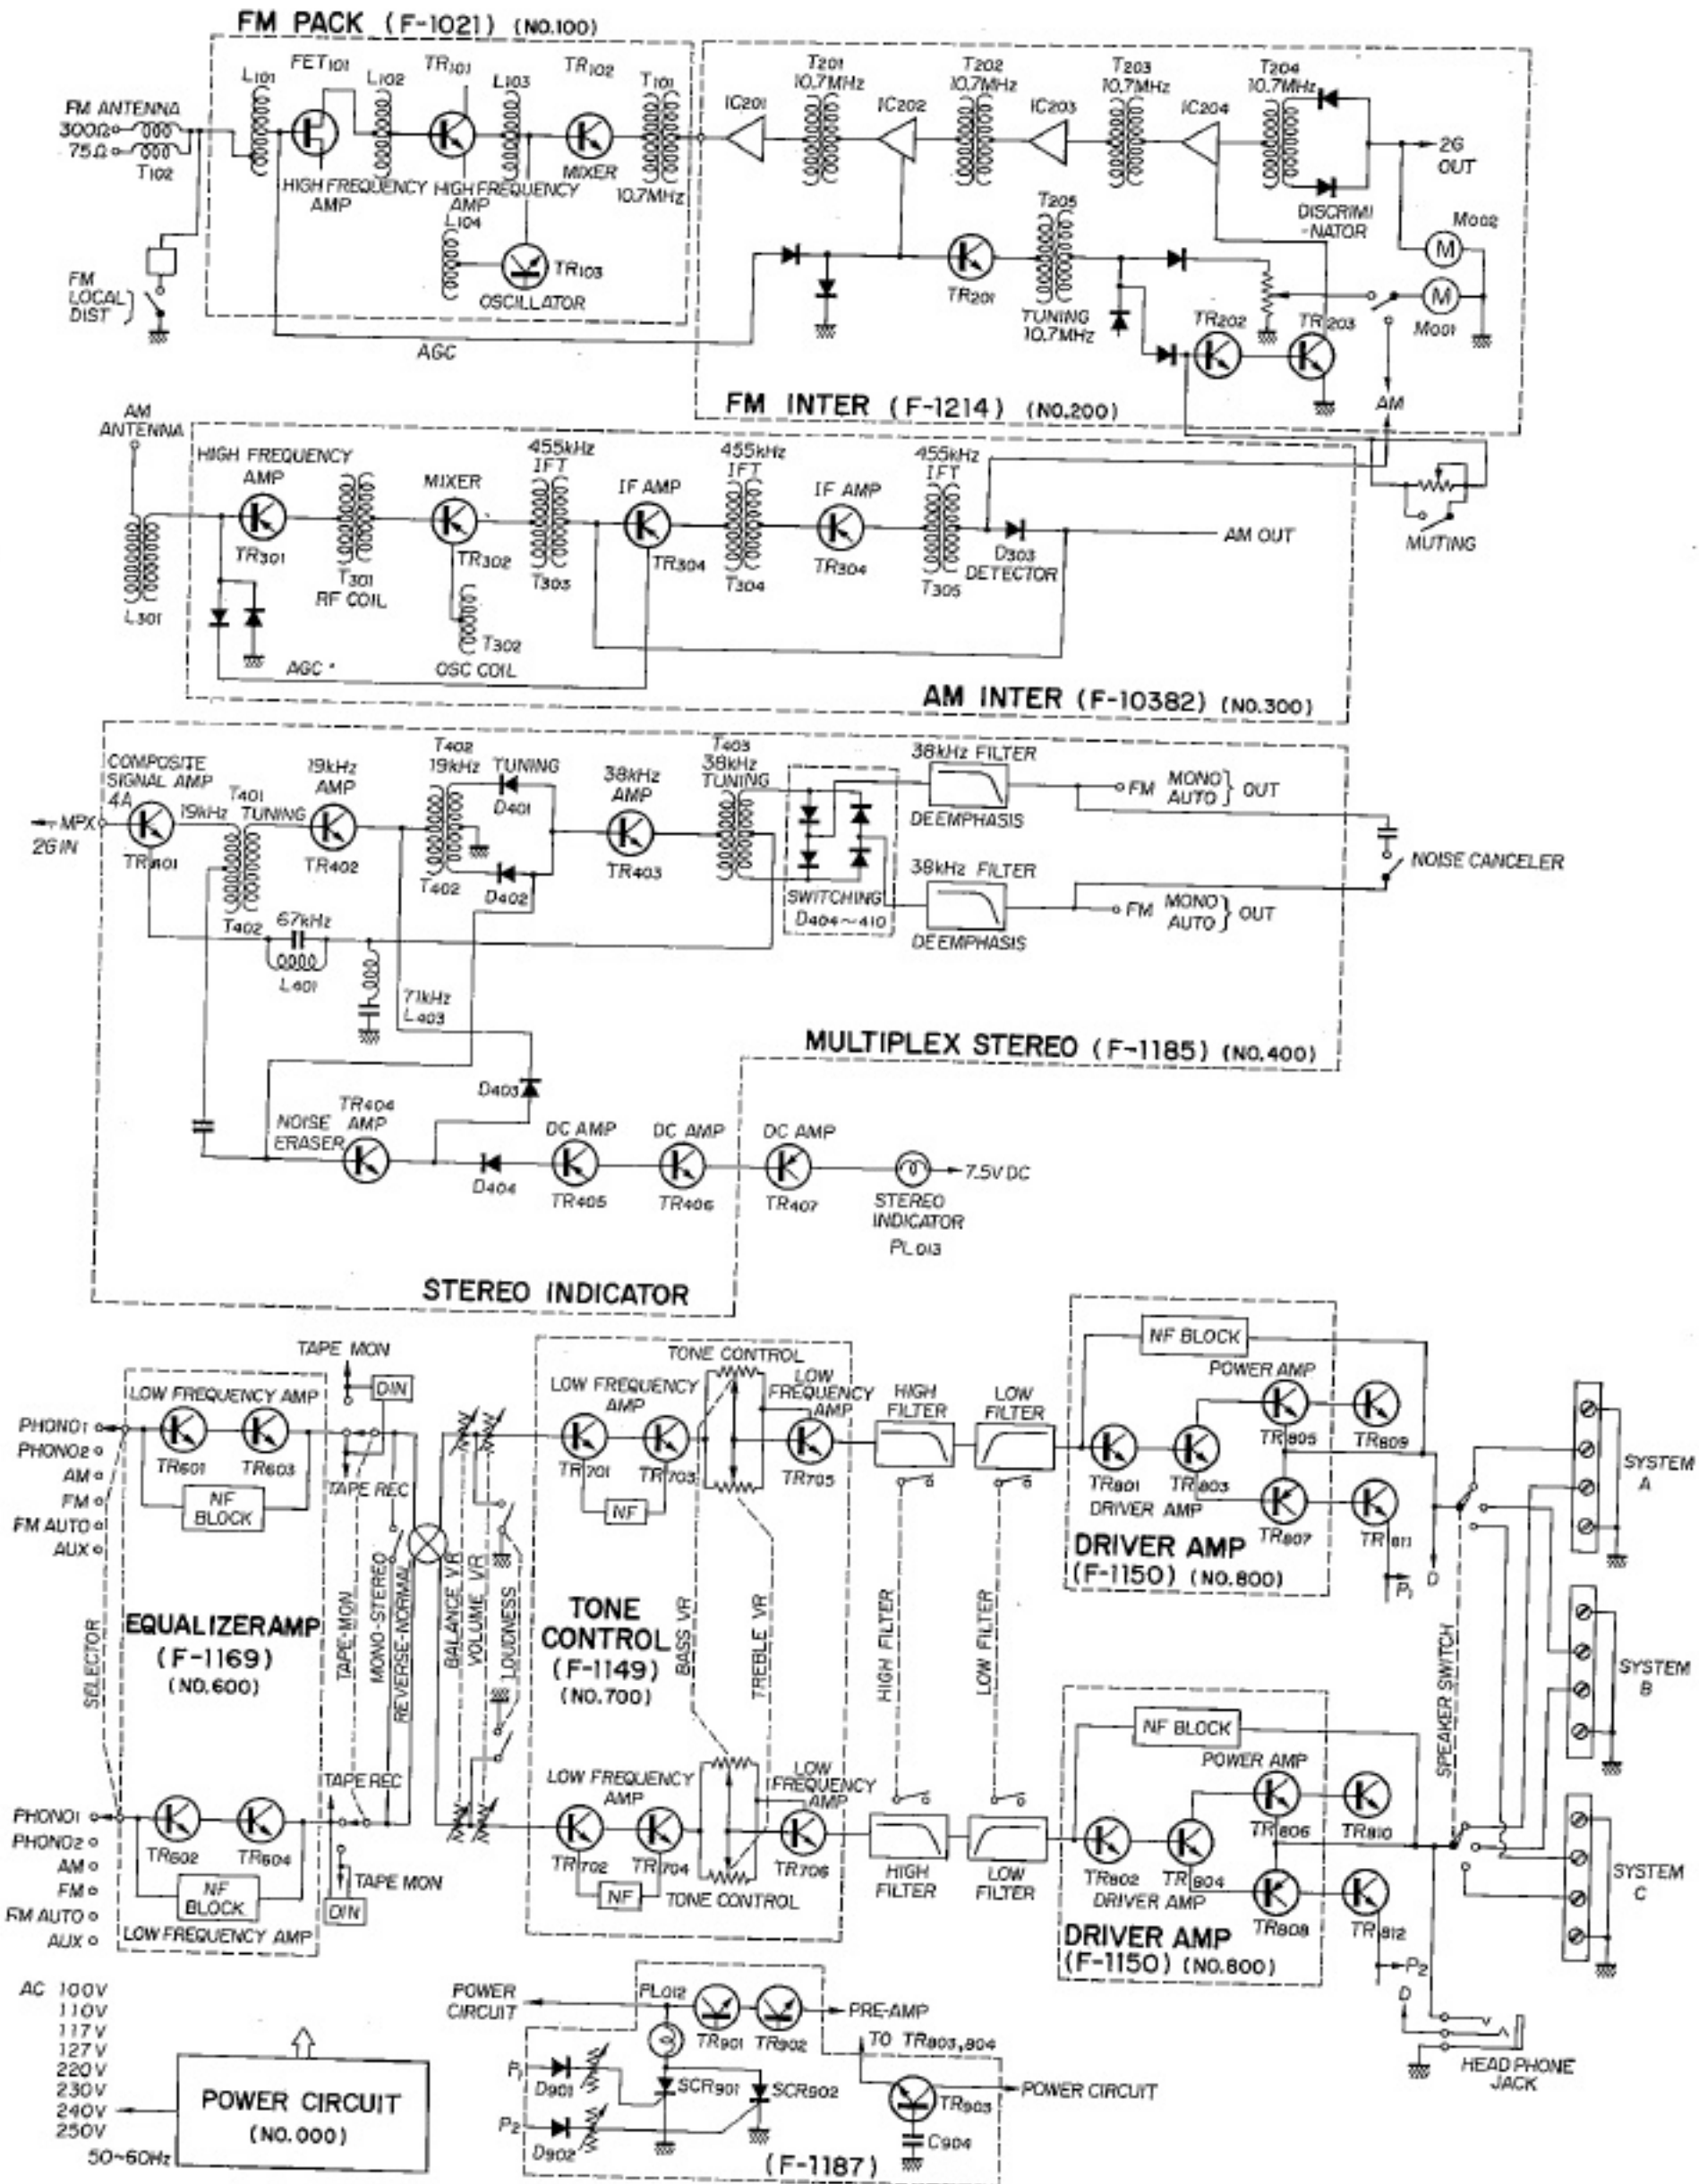 FM PACK (F-1021) (NO.100)
FM ANTENNA
300Ω
75Ω
T102
L101
FET101
L102
TR101
L103
TR102
T101
HIGH FREQUENCY
AMP
HIGH FREQUENCY
AMP
MIXER
10.7MHz
L104
TR103
OSCILLATOR
FM
LOCAL
DIST
AGC
IC201
T201
10.7MHz
IC202
T202
10.7MHz
IC203
T203
10.7MHz
IC204
T204
10.7MHz
2G
OUT
DISCRIMI
-NATOR
M002
M
M
M001
TR201
T205
TUNING
10.7MHz
TR202
TR203
AM
FM INTER (F-1214) (NO.200)
AM
ANTENNA
L301
HIGH FREQUENCY
AMP
TR301
T301
RF COIL
MIXER
TR302
T302
OSC COIL
455kHz
IFT
T303
IF AMP
TR304
455kHz
IFT
T304
IF AMP
TR304
455kHz
IFT
T305
D303
DETECTOR
AM OUT
MUTING
AGC
AM INTER (F-10382) (NO.300)
COMPOSITE
SIGNAL AMP
4A
MPX
2G IN
TR401
19kHz
T401
TUNING
T402
19kHz
AMP
TR402
T402
19kHz TUNING
D401
T402
D402
38kHz
AMP
TR403
T403
38kHz
TUNING
SWITCHING
D404~410
38kHz FILTER
DEEMPHASIS
FM MONO
AUTO } OUT
38kHz FILTER
DEEMPHASIS
FM MONO
AUTO } OUT
NOISE CANCELER
67kHz
L401
71kHz
L403
MULTIPLEX STEREO (F-1185) (NO.400)
D403
NOISE
ERASER
TR404
AMP
D404
DC AMP
TR405
DC AMP
TR406
DC AMP
TR407
7.5V DC
STEREO
INDICATOR
PL013
STEREO INDICATOR
PHONO1
PHONO2
AM
FM
FM AUTO
AUX
SELECTOR
LOW FREQUENCY AMP
TR601
TR603
NF
BLOCK
EQUALIZERAMP
(F-1169)
(NO.600)
TAPE MON
DIN
TAPE REC
TAPE-MON
MONO-STEREO
REVERSE-NORMAL
BALANCE VR
VOLUME VR
LOUDNESS
LOW FREQUENCY
AMP
TR701
TR703
NF
TONE CONTROL
LOW
FREQUENCY
AMP
TR705
TONE
CONTROL
(F-1149)
(NO.700)
BASS VR
TREBLE VR
HIGH
FILTER
LOW
FILTER
HIGH FILTER
LOW FILTER
NF BLOCK
POWER AMP
TR801
TR803
TR805
TR809
DRIVER AMP
TR807
TR811
DRIVER AMP
(F-1150) (NO.800)
P1
D
SPEAKER SWITCH
SYSTEM
A
SYSTEM
B
SYSTEM
C
PHONO1
PHONO2
AM
FM
FM AUTO
AUX
TR602
TR604
NF
BLOCK
LOW FREQUENCY AMP
TAPE REC
TAPE MON
DIN
LOW FREQUENCY
AMP
TR702
TR704
NF
TONE CONTROL
LOW
FREQUENCY
AMP
TR706
HIGH
FILTER
LOW
FILTER
NF BLOCK
POWER AMP
TR802
TR804
TR806
TR810
DRIVER AMP
TR808
TR812
DRIVER AMP
(F-1150) (NO.800)
P2
D
HEAD PHONE
JACK
AC 100V
110V
117V
127V
220V
230V
240V
250V
50~60Hz
POWER CIRCUIT
(NO.000)
POWER
CIRCUIT
PL012
TR901
TR902
PRE-AMP
TO TR803,804
P1
D901
SCR901
SCR902
P2
D902
TR903
POWER CIRCUIT
C904
(F-1187)